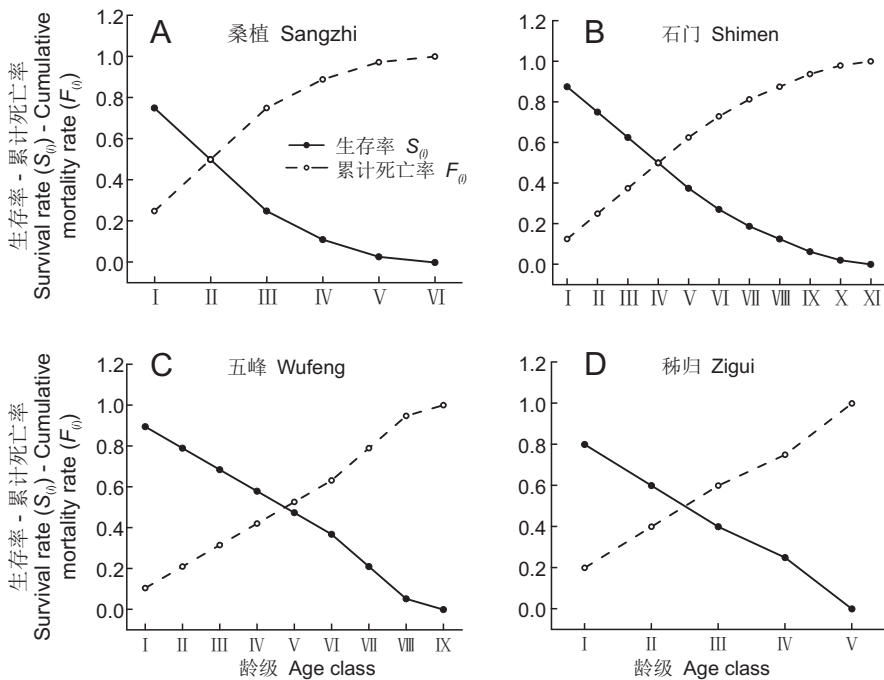 A 桑植 Sangzhi
B 石门 Shimen
生存率 - 累计死亡率
Survival rate (S(i)) - Cumulative
mortality rate (F(i))
1.2
1.0
0.8
0.6
0.4
0.2
0.0
生存率 S(i)
累计死亡率 F(i)
I II III IV V VI
1.2
1.0
0.8
0.6
0.4
0.2
0.0
I II III IV V VI VII VIII IX X XI
C 五峰 Wufeng
D 秭归 Zigui
生存率 - 累计死亡率
Survival rate (S(i)) - Cumulative
mortality rate (F(i))
1.2
1.0
0.8
0.6
0.4
0.2
0.0
I II III IV V VI VII VIII IX
龄级 Age class
1.2
1.0
0.8
0.6
0.4
0.2
0.0
I II III IV V
龄级 Age class